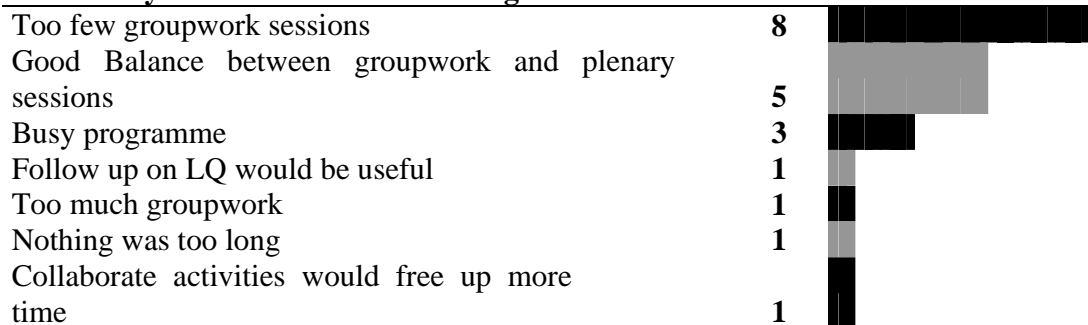 Too few groupwork sessions 8
Good Balance between groupwork and plenary
sessions 5
Busy programme 3
Follow up on LQ would be useful 1
Too much groupwork 1
Nothing was too long 1
Collaborate activities would free up more
time 1